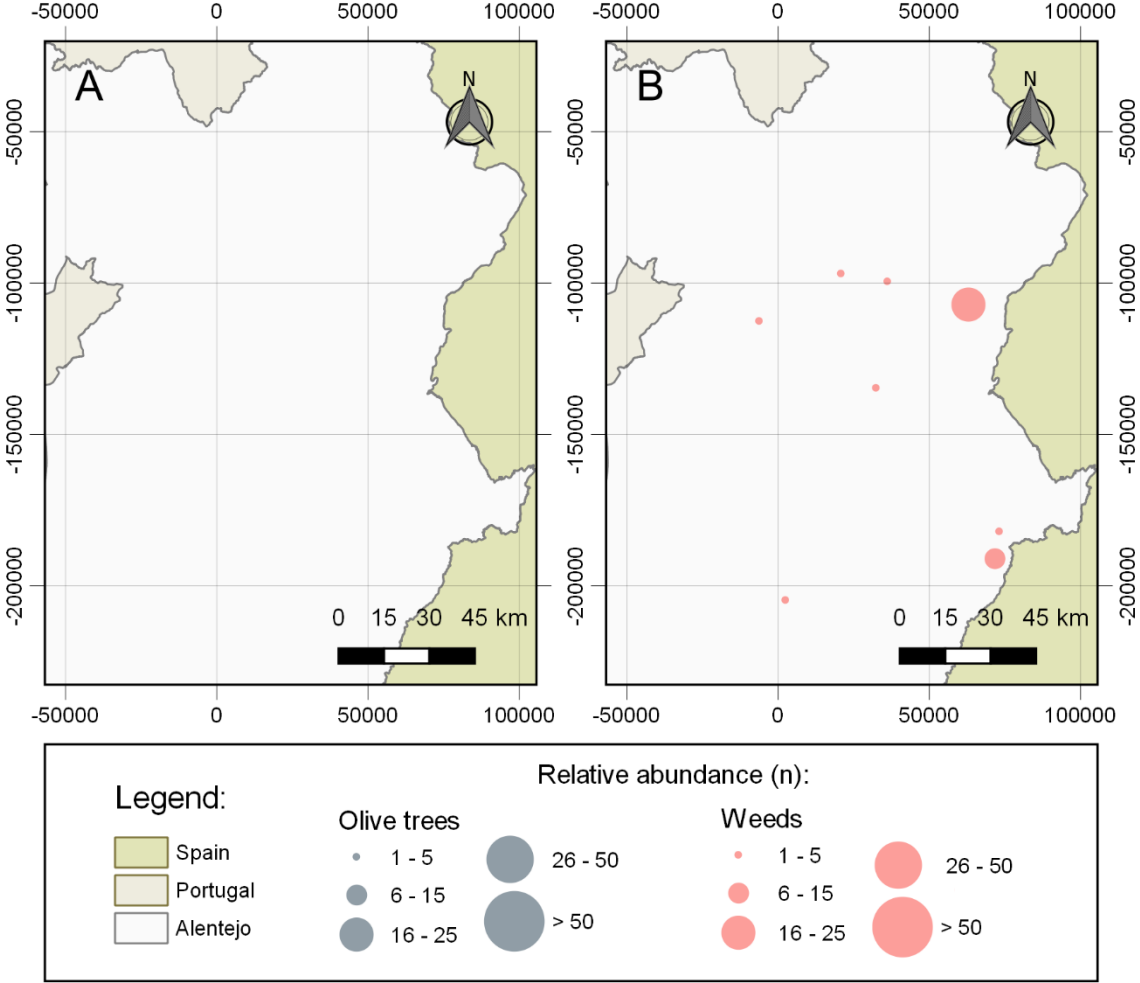 -50000 0 50000 100000 -50000 0 50000 100000
A N B N
-50000 -50000
-100000 -100000
-150000 -150000
-200000 -200000
0 15 30 45 km 0 15 30 45 km
-50000 0 50000 100000 -50000 0 50000 100000
Relative abundance (n):
Legend:
Spain
Portugal
Alentejo
Olive trees
1 - 5
6 - 15
16 - 25
26 - 50
> 50
Weeds
1 - 5
6 - 15
16 - 25
26 - 50
> 50